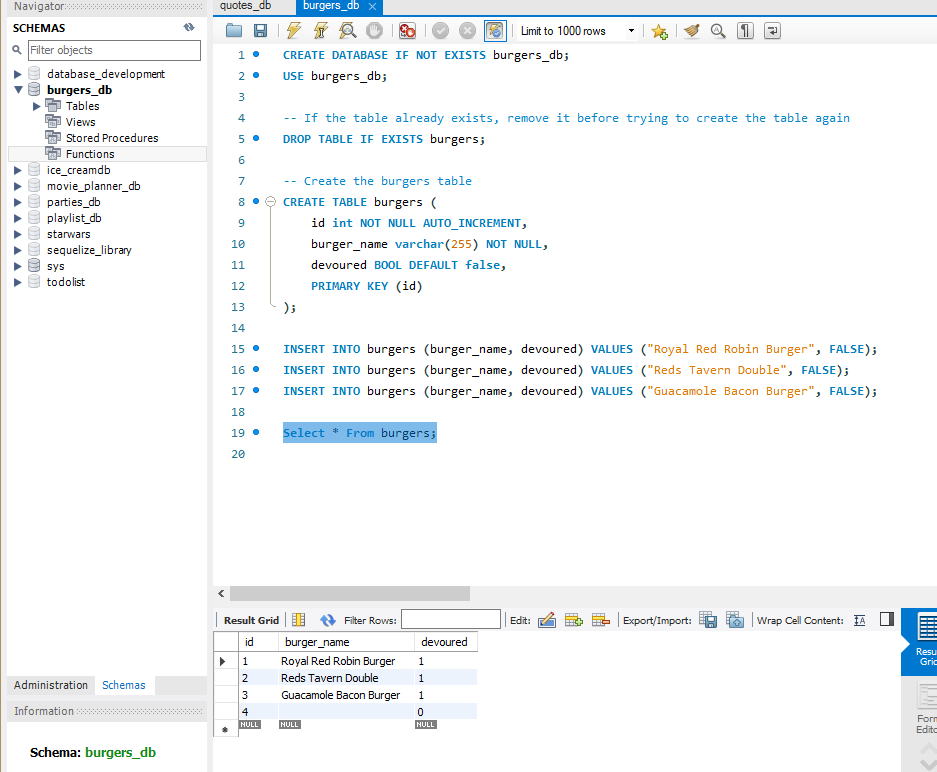 Navigator
SCHEMAS
Filter objects
database_development
burgers_db
Tables
Views
Stored Procedures
Functions
ice_creamdb
movie_planner_db
parties_db
playlist_db
starwars
sequelize_library
sys
todolist
Administration Schemas
Information
Schema: burgers_db
quotes_db burgers_db
Limit to 1000 rows
1 CREATE DATABASE IF NOT EXISTS burgers_db;
2 USE burgers_db;
3
4 -- If the table already exists, remove it before trying to create the table again
5 DROP TABLE IF EXISTS burgers;
6
7 -- Create the burgers table
8 CREATE TABLE burgers (
9 id int NOT NULL AUTO_INCREMENT,
10 burger_name varchar(255) NOT NULL,
11 devoured BOOL DEFAULT false,
12 PRIMARY KEY (id)
13 );
14
15 INSERT INTO burgers (burger_name, devoured) VALUES ("Royal Red Robin Burger", FALSE);
16 INSERT INTO burgers (burger_name, devoured) VALUES ("Reds Tavern Double", FALSE);
17 INSERT INTO burgers (burger_name, devoured) VALUES ("Guacamole Bacon Burger", FALSE);
18
19 Select * From burgers;
20
Result Grid Filter Rows: Edit: Export/Import: Wrap Cell Content: IA
id burger_name devoured
1 Royal Red Robin Burger 1
2 Reds Tavern Double 1
3 Guacamole Bacon Burger 1
4 0
NULL NULL NULL
Resu
Grid
Form
Edito